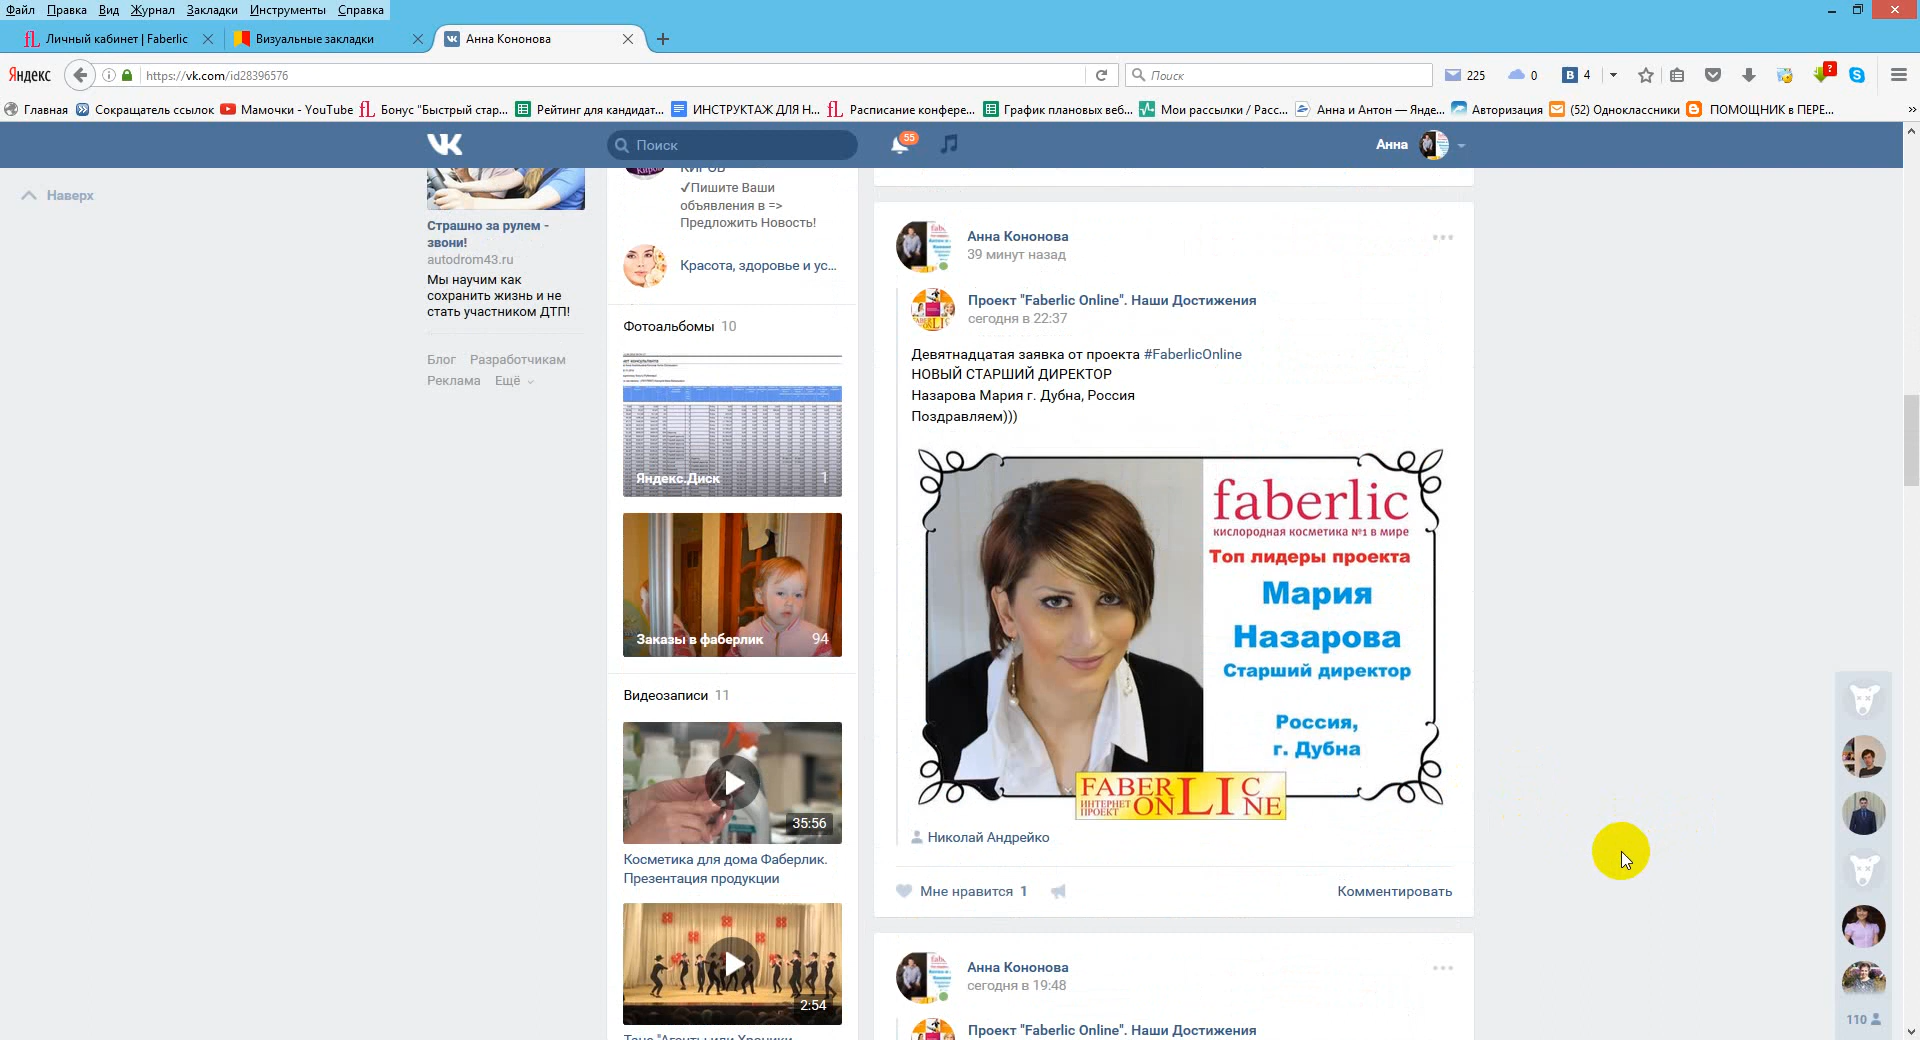 Файл Правка Вид Журнал Закладки Инструменты Справка
Личный кабинет | Faberlic
Визуальные закладки
Анна Кононова
Яндекс
https://vk.com/id28396576
Поиск
225
0
4
?
Главная
Сокращатель ссылок
Мамочки - YouTube
Бонус "Быстрый стар...
Рейтинг для кандидат...
ИНСТРУКТАЖ ДЛЯ Н...
Расписание конфере...
График плановых веб...
Мои рассылки / Расс...
Анна и Антон — Янде...
Авторизация
(52) Одноклассники
ПОМОЩНИК в ПЕРЕ...
Поиск
55
Анна
Наверх
Страшно за рулем -
звони!
autodrom43.ru
Мы научим как
сохранить жизнь и не
стать участником ДТП!
Блог Разработчикам
Реклама Ещё
КИРОВ
✓Пишите Ваши
объявления в =>
Предложить Новость!
Красота, здоровье и ус...
Фотоальбомы 10
Яндекс.Диск 1
Заказы в фаберлик 94
Видеозаписи 11
35:56
Косметика для дома Фаберлик.
Презентация продукции
2:54
Анна Кононова
39 минут назад
Проект "Faberlic Online". Наши Достижения
сегодня в 22:37
Девятнадцатая заявка от проекта #FaberlicOnline
НОВЫЙ СТАРШИЙ ДИРЕКТОР
Назарова Мария г. Дубна, Россия
Поздравляем)))
faberlic
кислородная косметика №1 в мире
Топ лидеры проекта
Мария
Назарова
Старший директор
Россия,
г. Дубна
FABERLIC
ИНТЕРНЕТ
ПРОЕКТ
ONLINE
Николай Андрейко
Мне нравится 1
Комментировать
Анна Кононова
сегодня в 19:48
Проект "Faberlic Online". Наши Достижения
110